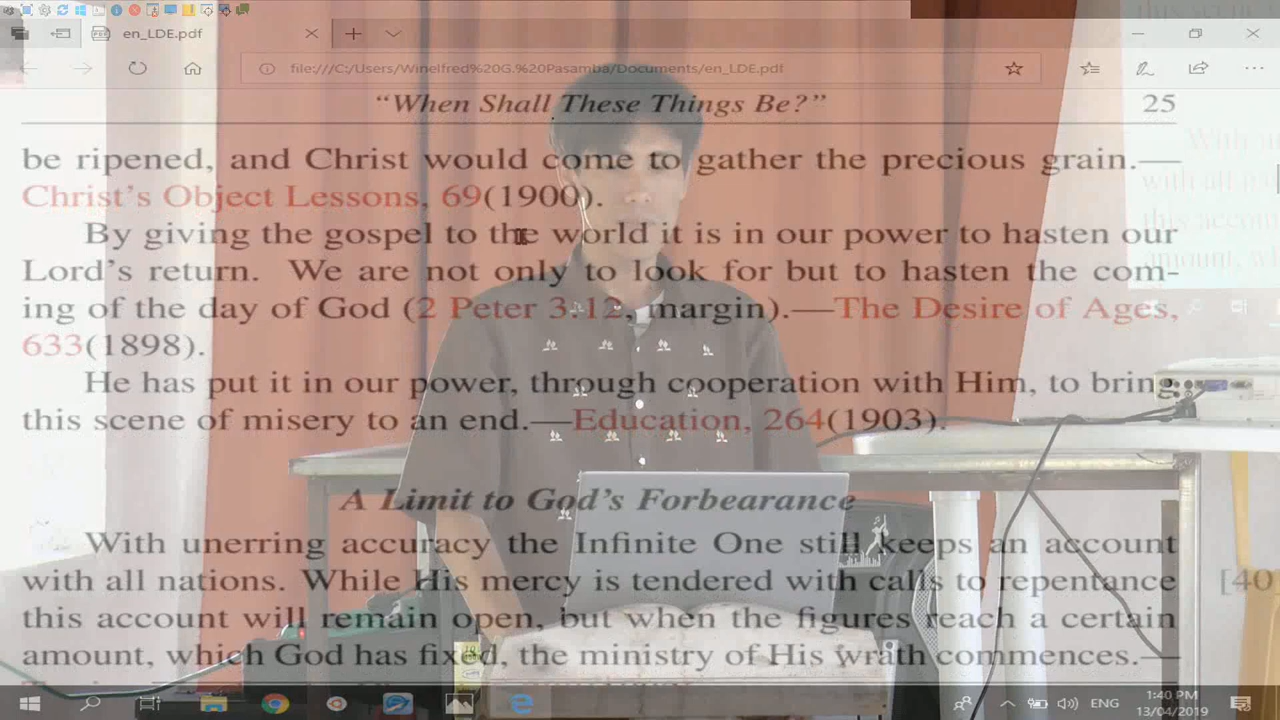 en_LDE.pdf
file:///C:/Users/Winelfred%20G.%20Pasamba/Documents/en_LDE.pdf
“When Shall These Things Be?” 25
be ripened, and Christ would come to gather the precious grain.—
Christ’s Object Lessons, 69(1900).
By giving the gospel to the world it is in our power to hasten our
Lord’s return. We are not only to look for but to hasten the com-
ing of the day of God (2 Peter 3:12, margin).—The Desire of Ages,
633(1898).
He has put it in our power, through cooperation with Him, to bring
this scene of misery to an end.—Education, 264(1903).
A Limit to God’s Forbearance
With unerring accuracy the Infinite One still keeps an account
with all nations. While His mercy is tendered with calls to repentance
[40
this account will remain open, but when the figures reach a certain
amount, which God has fixed, the ministry of His wrath commences.—
ENG
1:40 PM
13/04/2019